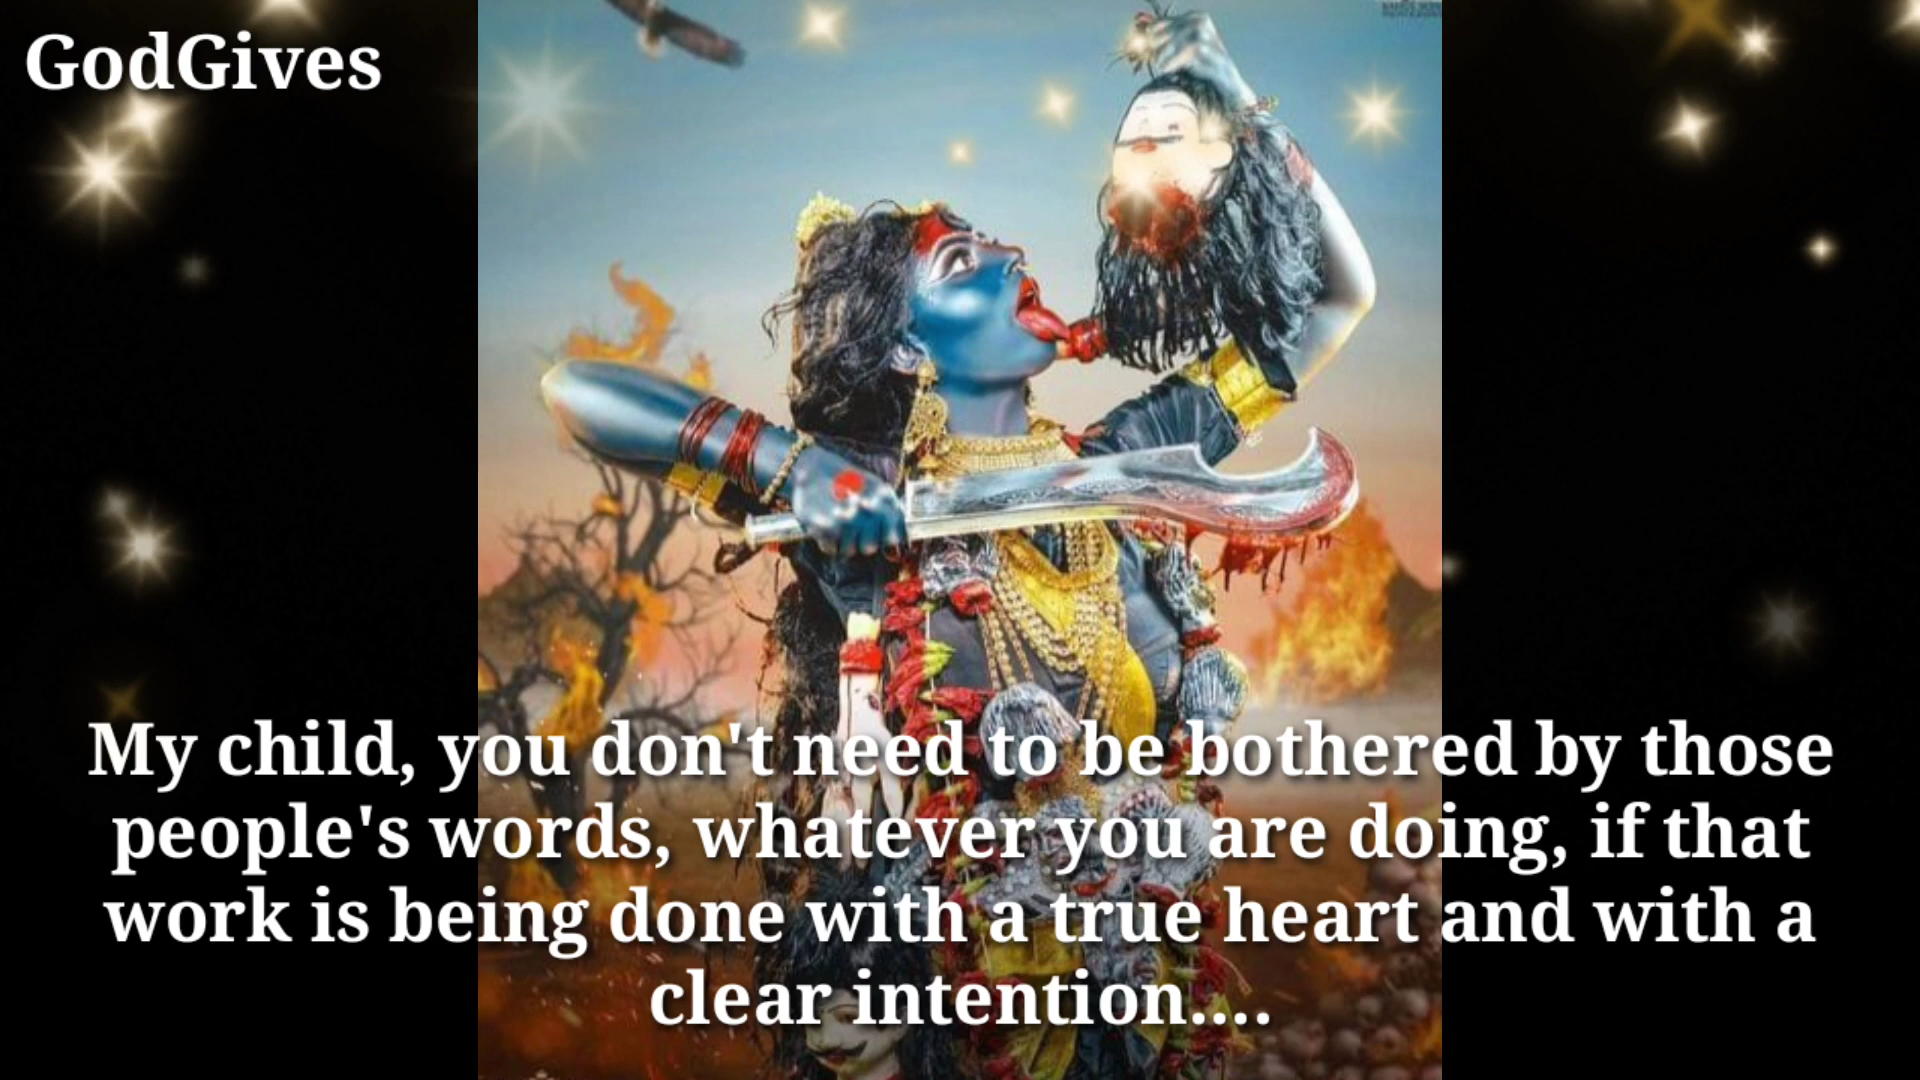 GodGives
My child, you don't need to be bothered by those
people's words, whatever you are doing, if that
work is being done with a true heart and with a
clear intention....